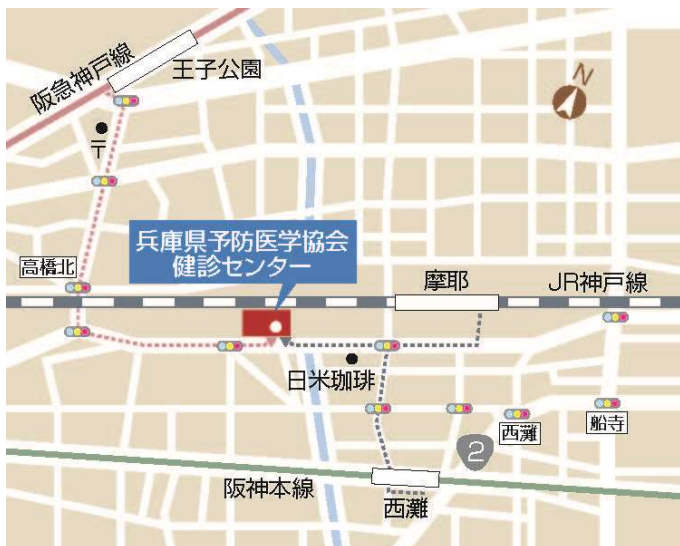 阪急神戸線
王子公園
N
〒
兵庫県予防医学協会
健診センター
高橋北
摩耶
JR神戸線
日米珈琲
西灘
船寺
2
阪神本線
西灘